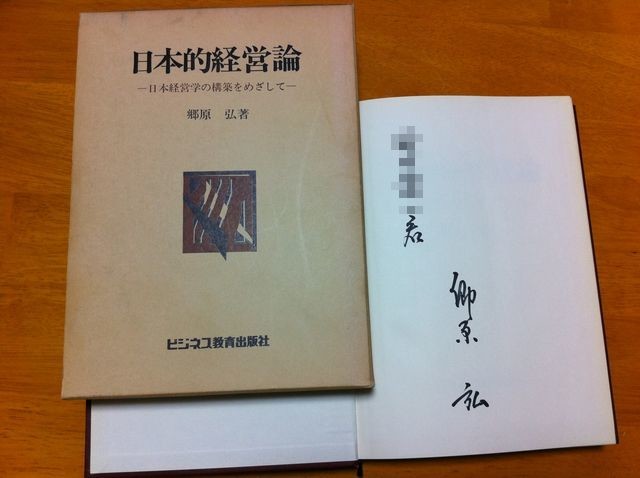 日本的経営論
―日本経営学の構築をめざして―
郷原 弘著
ビジネス教育出版社
君
郷原 弘